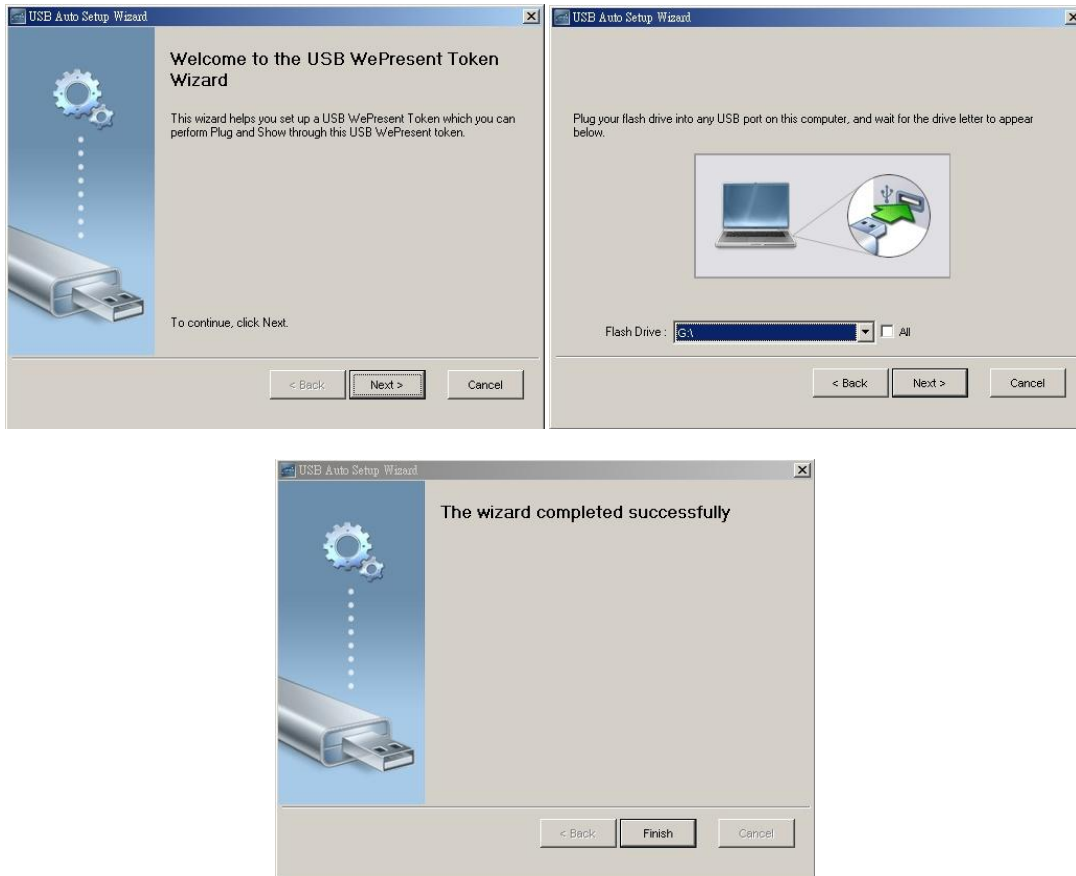 USB Auto Setup Wizard
Welcome to the USB WePresent Token
Wizard
This wizard helps you set up a USB WePresent Token which you can
perform Plug and Show through this USB WePresent token.
To continue, click Next.
< Back
Next >
Cancel
USB Auto Setup Wizard
Plug your flash drive into any USB port on this computer, and wait for the drive letter to appear
below.
Flash Drive :
G:\
All
< Back
Next >
Cancel
USB Auto Setup Wizard
The wizard completed successfully
< Back
Finish
Cancel